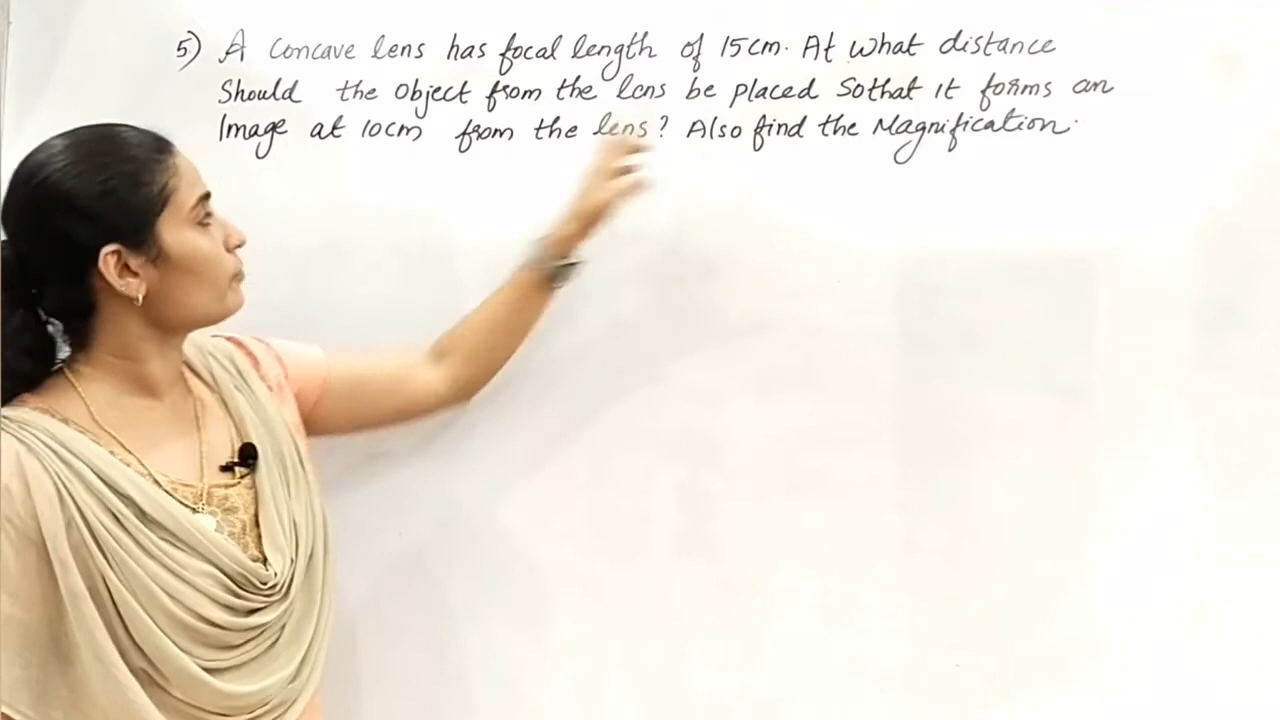 5) A Concave lens has focal length of 15cm. At what distance
Should the Object from the lens be placed Sothat it forms an
Image at 10cm from the lens? Also find the Magnification.